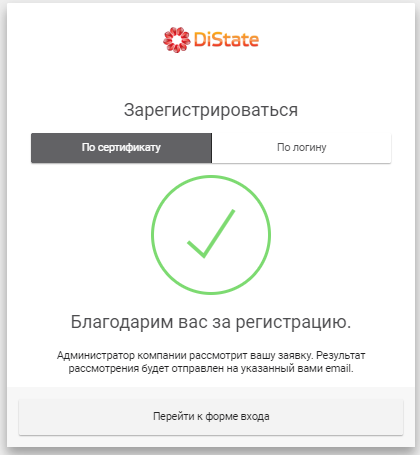 DiState
Зарегистрироваться
По сертификату
По логину
Благодарим вас за регистрацию.
Администратор компании рассмотрит вашу заявку. Результат
рассмотрения будет отправлен на указанный вами email.
Перейти к форме входа